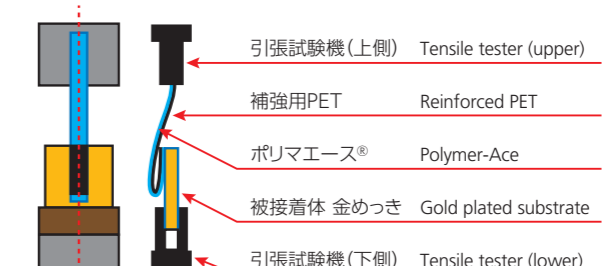 引張試験機（上側） Tensile tester (upper)
補強用PET Reinforced PET
ポリマエース® Polymer-Ace
被接着体 金めっき Gold plated substrate
引張試験機（下側） Tensile tester (lower)